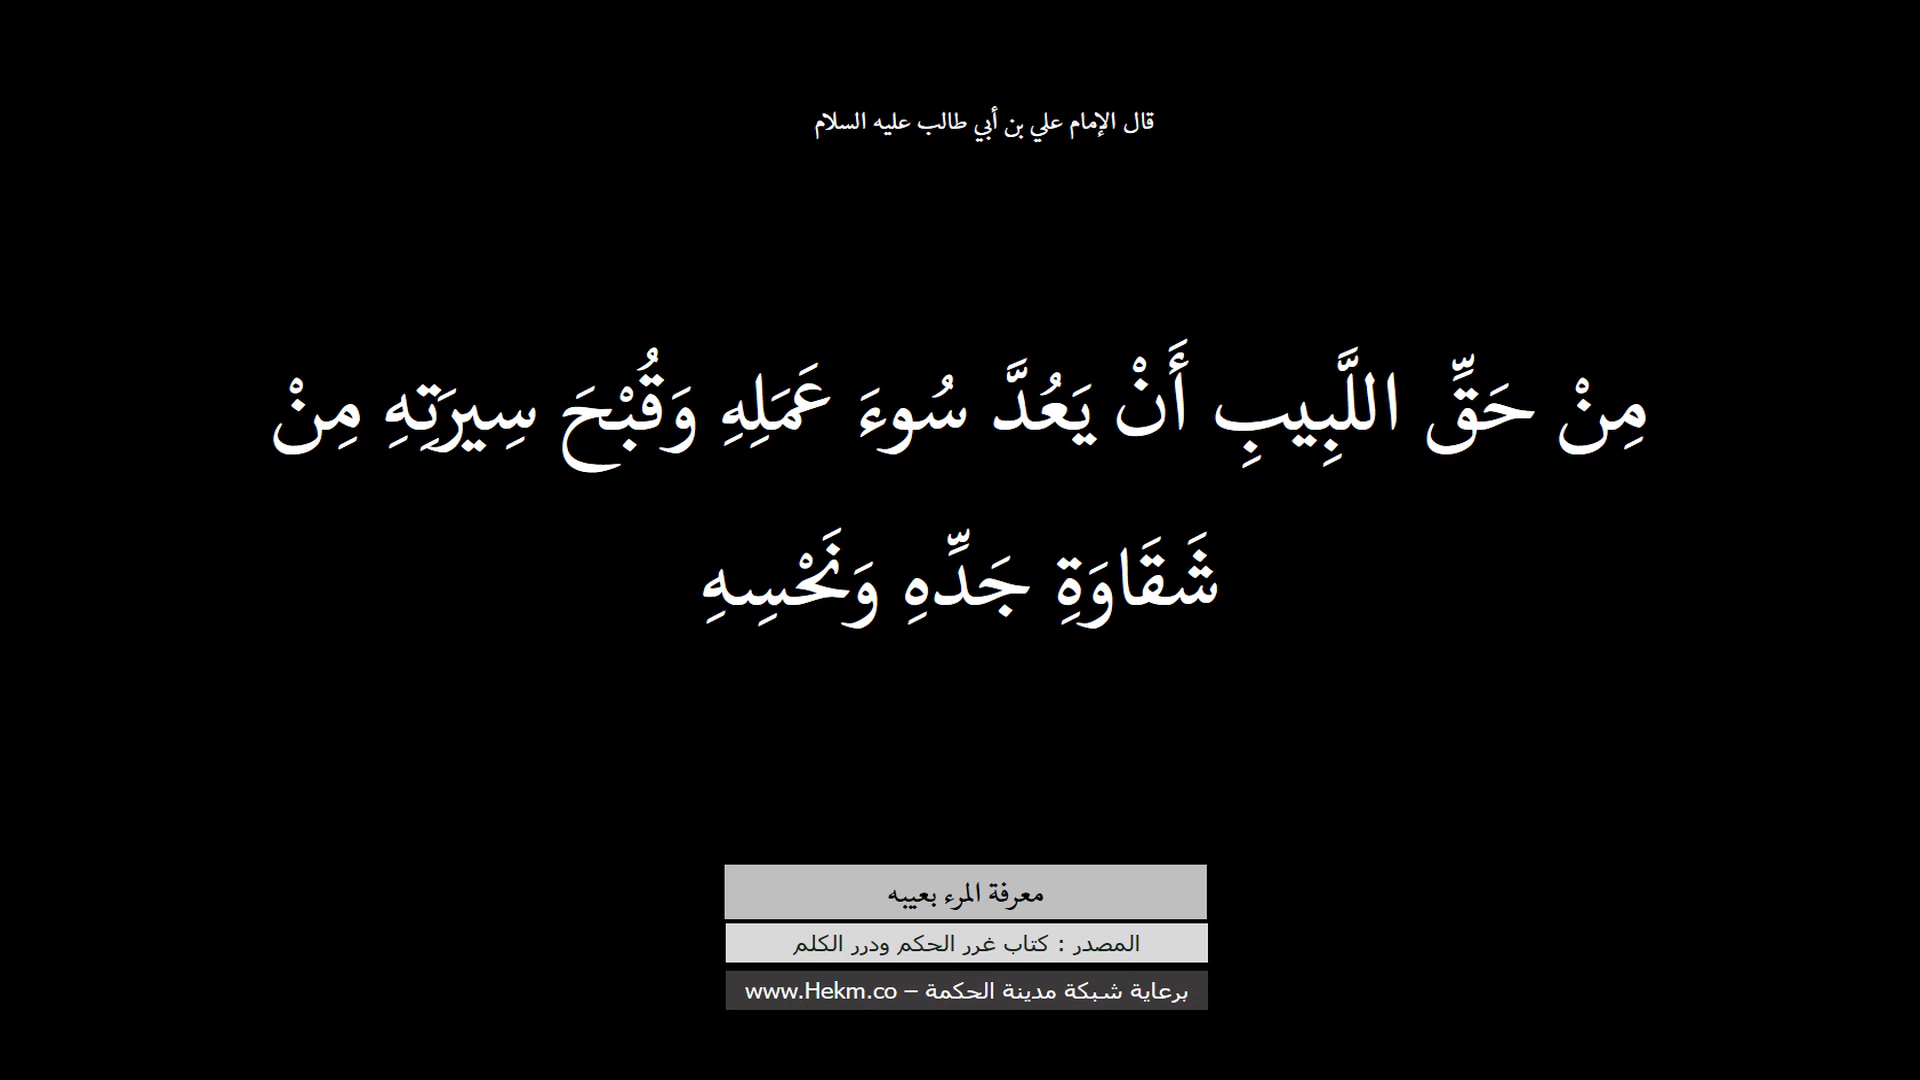 قال الإمام علي بن أبي طالب عليه السلام
مِنْ حَقِّ اللَّبِيبِ أَنْ يَعُدَّ سُوءَ عَمَلِهِ وَقُبْحَ سِيرَتِهِ مِنْ
شَقَاوَةِ جَدِّهِ وَنَحْسِهِ
معرفة المرء بعيبه
المصدر : كتاب غرر الحكم ودرر الكلم
برعاية شبكة مدينة الحكمة – www.Hekm.co